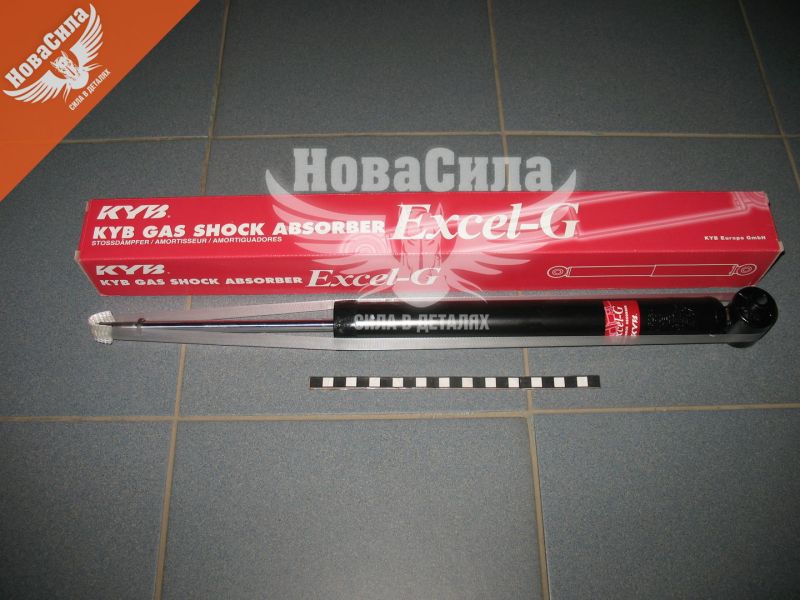 НоваСила
СИЛА В ДЕТАЛЯХ
НоваСила
KYB
KYB GAS SHOCK ABSORBER Excel-G
STOSSDÄMPFER / AMORTISSEUR / AMORTIGUADORES
KYB Europe GmbH
KYB
KYB GAS SHOCK ABSORBER Excel-G
СИЛА В ДЕТАЛЯХ
Excel-G
KYB